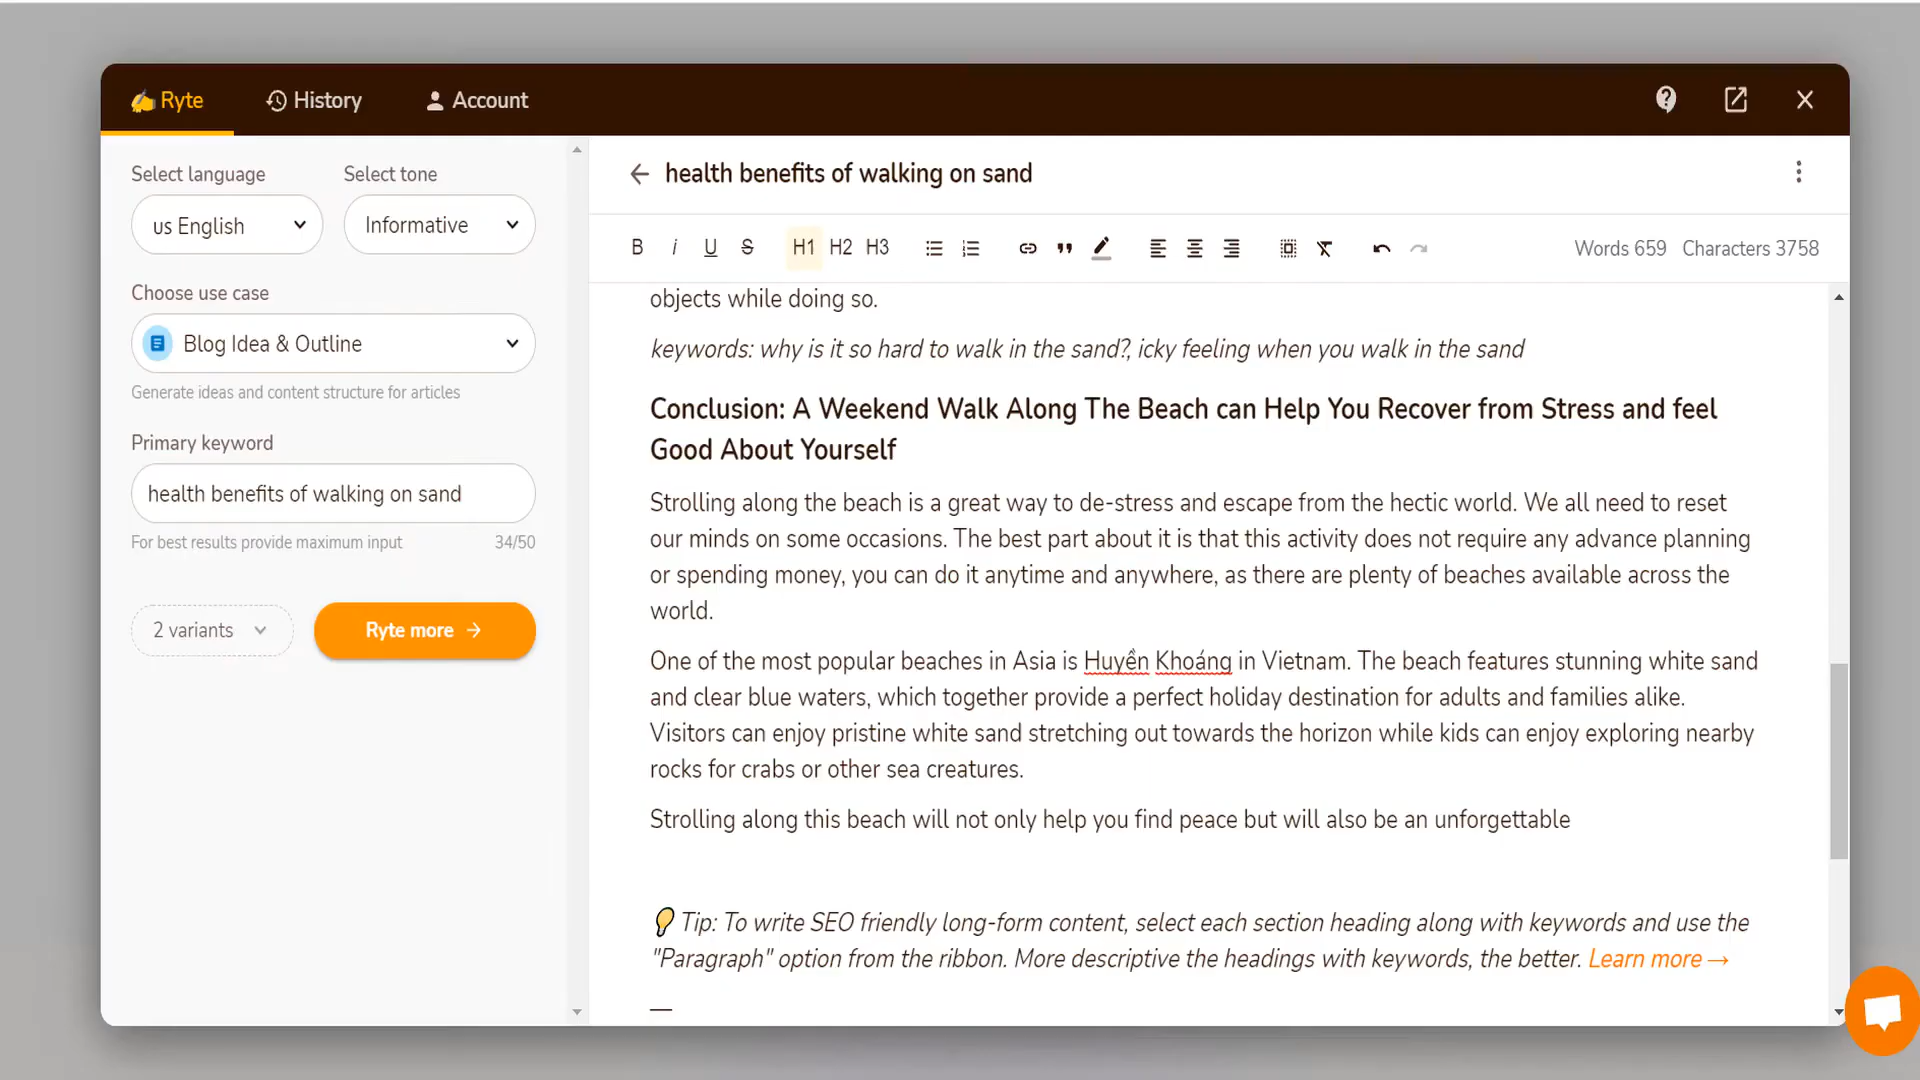 Ryte
History
Account
Select language
Select tone
us English
Informative
Choose use case
Blog Idea & Outline
Generate ideas and content structure for articles
Primary keyword
health benefits of walking on sand
For best results provide maximum input 34/50
2 variants
Ryte more →
health benefits of walking on sand
B i U S H1 H2 H3
Words 659 Characters 3758
objects while doing so.
keywords: why is it so hard to walk in the sand?, icky feeling when you walk in the sand
Conclusion: A Weekend Walk Along The Beach can Help You Recover from Stress and feel
Good About Yourself
Strolling along the beach is a great way to de-stress and escape from the hectic world. We all need to reset
our minds on some occasions. The best part about it is that this activity does not require any advance planning
or spending money, you can do it anytime and anywhere, as there are plenty of beaches available across the
world.
One of the most popular beaches in Asia is Huyền Khoáng in Vietnam. The beach features stunning white sand
and clear blue waters, which together provide a perfect holiday destination for adults and families alike.
Visitors can enjoy pristine white sand stretching out towards the horizon while kids can enjoy exploring nearby
rocks for crabs or other sea creatures.
Strolling along this beach will not only help you find peace but will also be an unforgettable
Tip: To write SEO friendly long-form content, select each section heading along with keywords and use the
"Paragraph" option from the ribbon. More descriptive the headings with keywords, the better. Learn more →
—